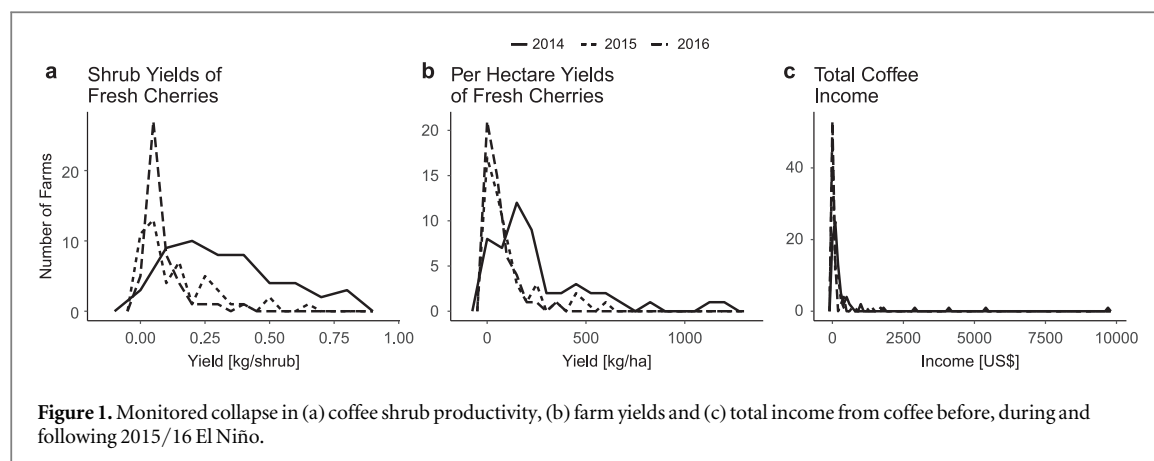 2014 2015 2016
a Shrub Yields of Fresh Cherries
b Per Hectare Yields of Fresh Cherries
c Total Coffee Income
Number of Farms
20
10
0
0.00 0.25 0.50 0.75 1.00
Yield [kg/shrub]
20
15
10
5
0
0 500 1000
Yield [kg/ha]
40
20
0
0 2500 5000 7500 10000
Income [US$]
Figure 1. Monitored collapse in (a) coffee shrub productivity, (b) farm yields and (c) total income from coffee before, during and
following 2015/16 El Niño.